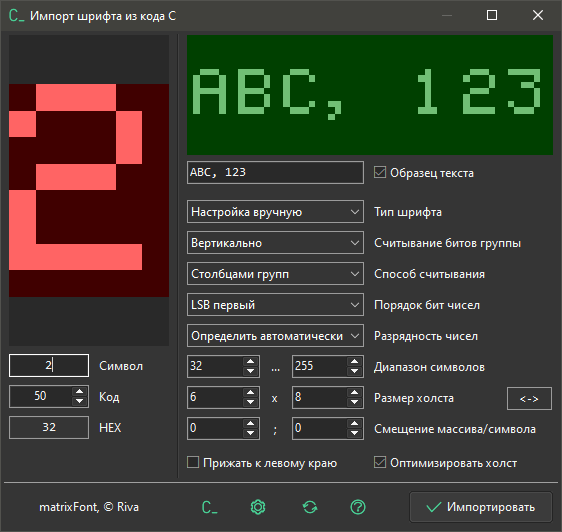 C_ Импорт шрифта из кода C
ABC, 123
ABC, 123
Образец текста
Настройка вручную
Тип шрифта
Вертикально
Считывание битов группы
Столбцами групп
Способ считывания
LSB первый
Порядок бит чисел
Определить автоматически
Разрядность чисел
2
Символ
32 ... 255
Диапазон символов
50
Код
6 x 8
Размер холста
<->
32
HEX
0 ; 0
Смещение массива/символа
Прижать к левому краю
Оптимизировать холст
matrixFont, © Riva
C_
Импортировать